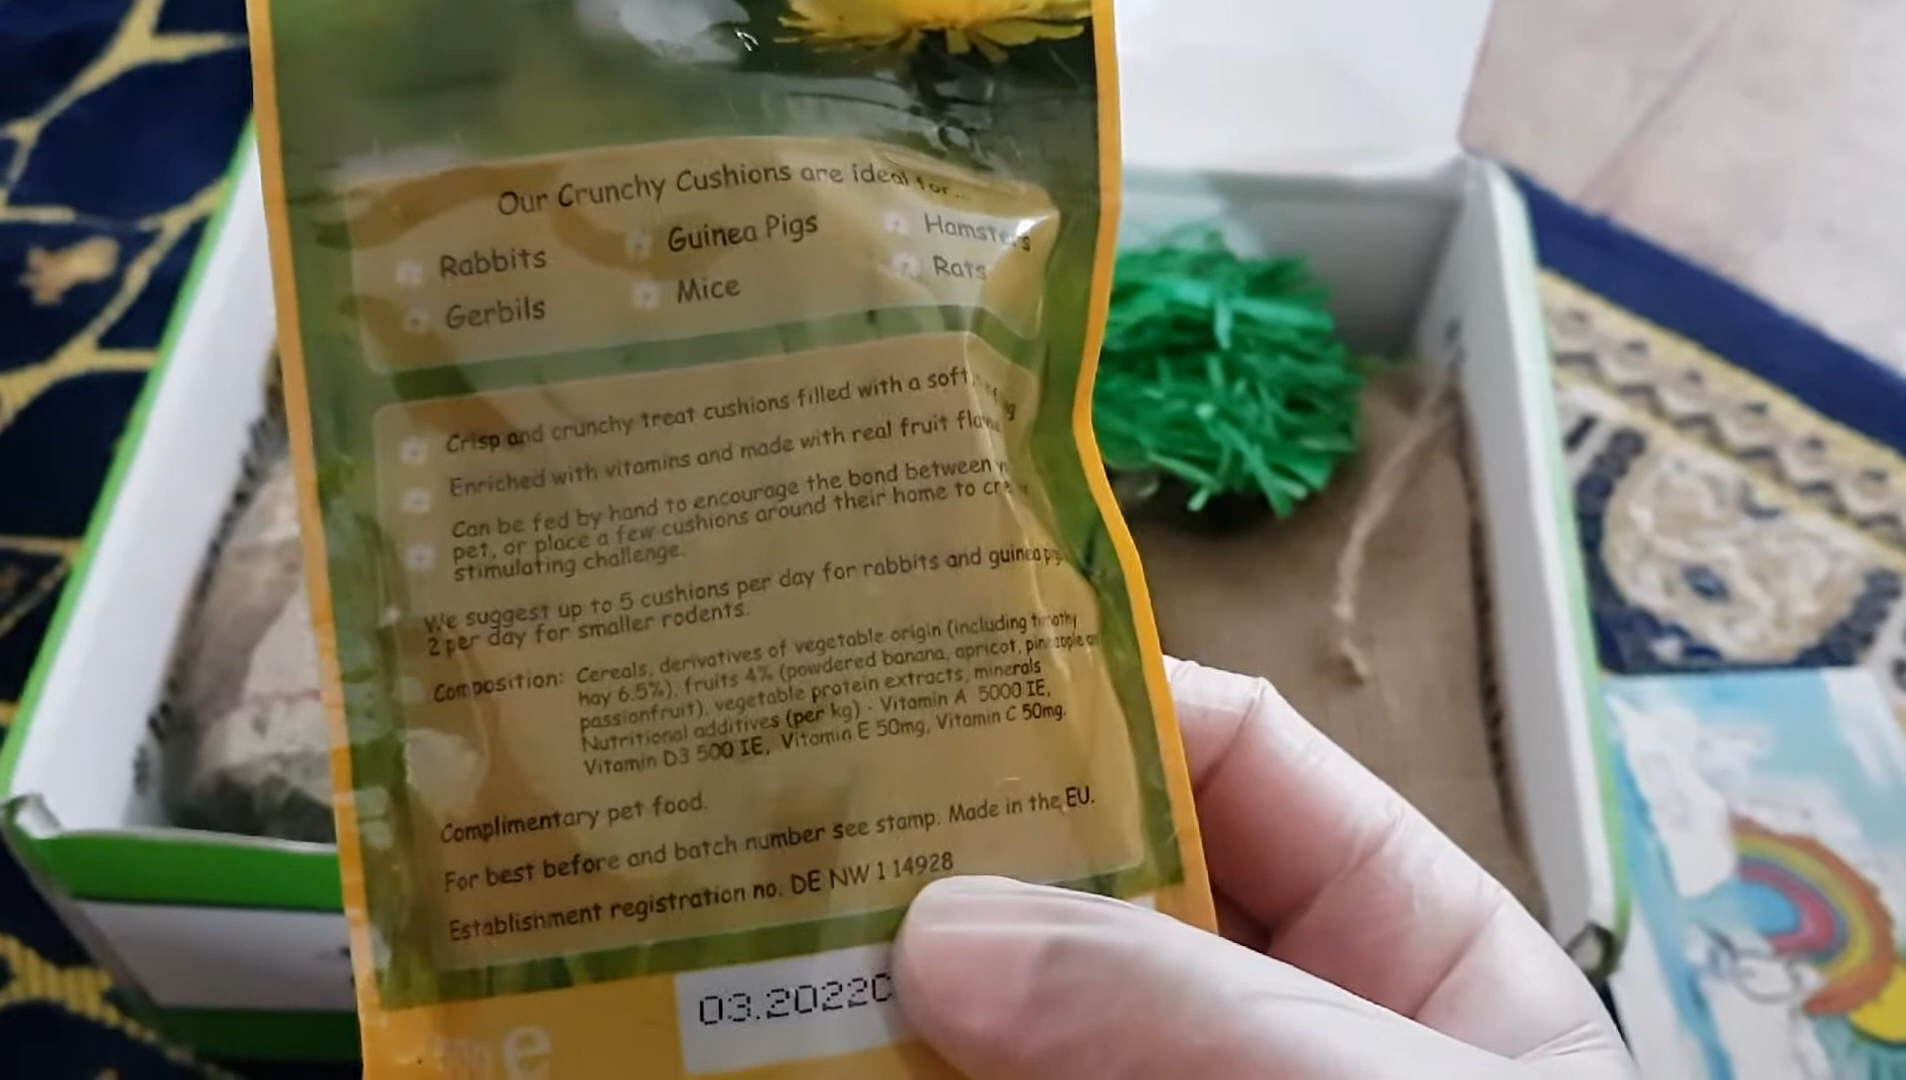 Our Crunchy Cushions are ideal for...
Rabbits Guinea Pigs Hamsters
Gerbils Mice Rats
Crisp and crunchy treat cushions filled with a soft
Enriched with vitamins and made with real fruit
Can be fed by hand to encourage the bond between
pet, or place a few cushions around their home to
stimulating challenge.
We suggest up to 5 cushions per day for rabbits and guinea
2 per day for smaller rodents.
Composition: Cereals, derivatives of vegetable origin (including timothy
hay 6.5%), fruits 4% (powdered banana, apricot, pineapple
passionfruit), vegetable protein extracts, minerals
Nutritional additives (per kg) - Vitamin A 5000 IE,
Vitamin D3 500 IE, Vitamin E 50mg, Vitamin C 50mg.
Complimentary pet food.
For best before and batch number see stamp. Made in the EU.
Establishment registration no. DE NW 1 14928
03.2022
e